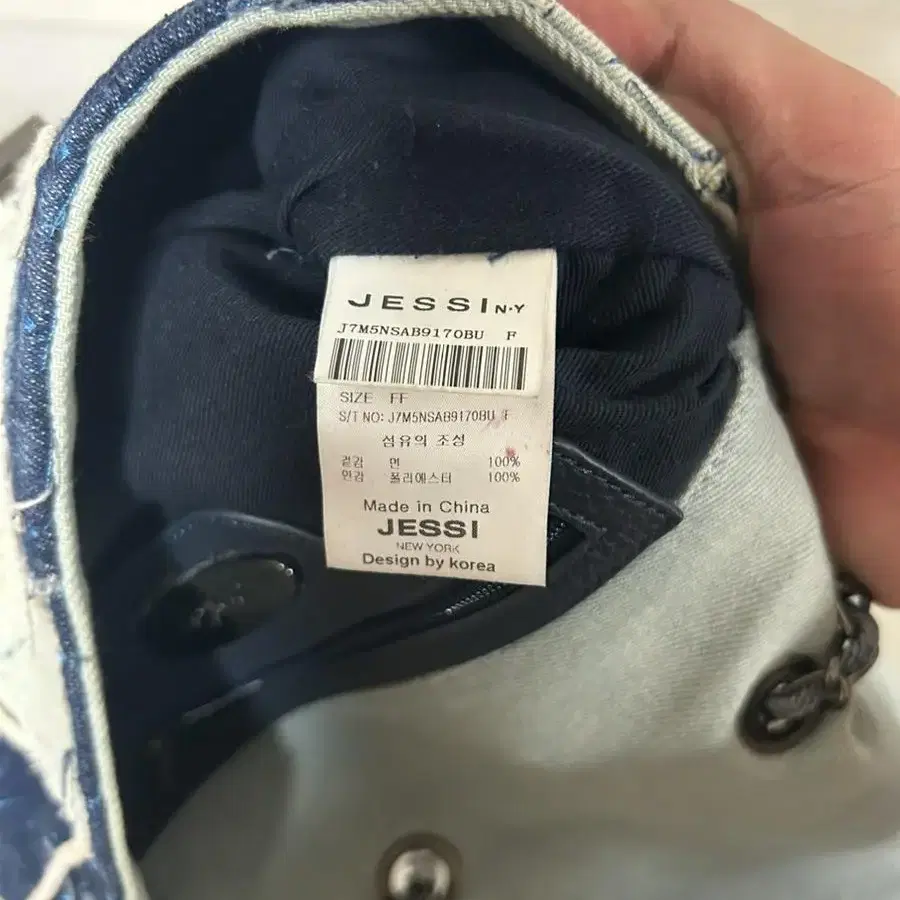 JESSI N·Y
J7M5NSAB9170BU F
SIZE FF
S/T NO: J7M5NSAB9170BU F
섬유의 조성
겉감 면 100%
안감 폴리에스터 100%
Made in China
JESSI
NEW YORK
Design by korea